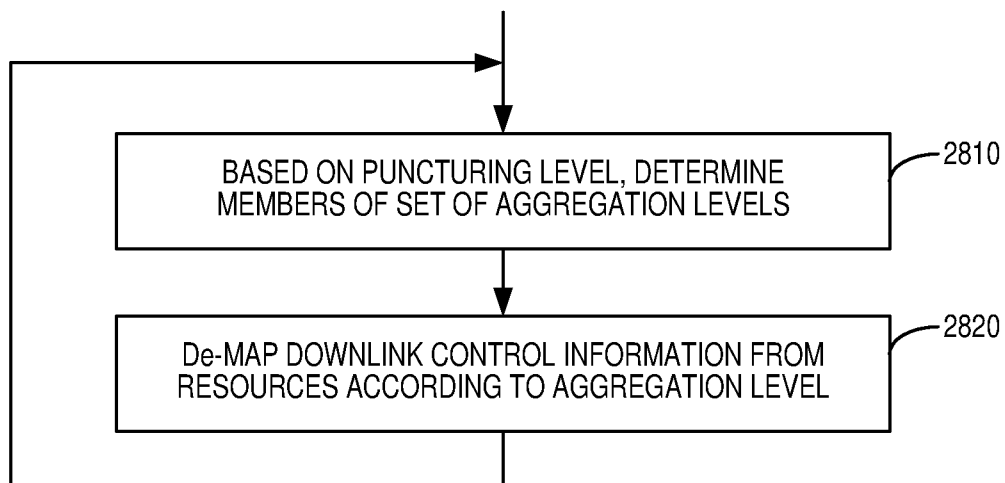 BASED ON PUNCTURING LEVEL, DETERMINE
MEMBERS OF SET OF AGGREGATION LEVELS
2810
De-MAP DOWNLINK CONTROL INFORMATION FROM
RESOURCES ACCORDING TO AGGREGATION LEVEL
2820